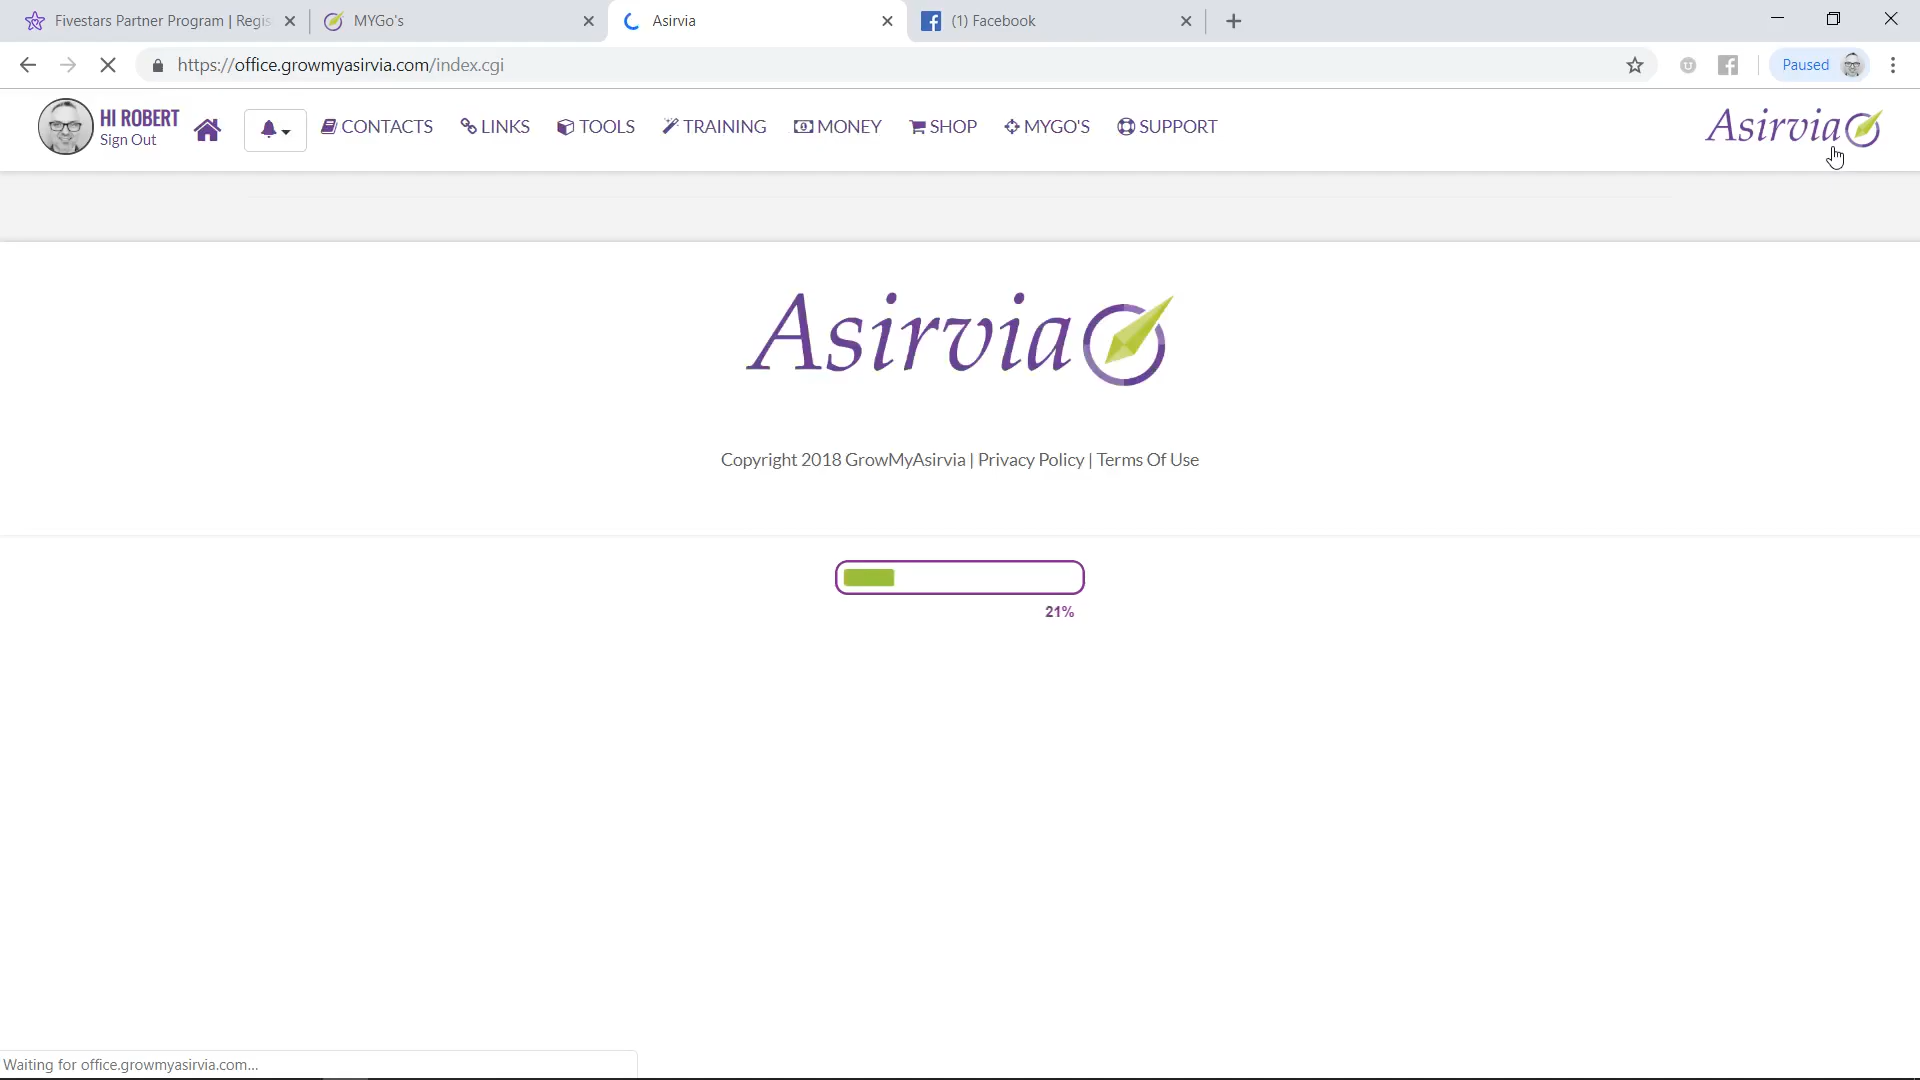 Fivestars Partner Program | Regis
MYGo's
Asirvia
(1) Facebook
https://office.growmyasirvia.com/index.cgi
Paused
HI ROBERT
Sign Out
CONTACTS
LINKS
TOOLS
TRAINING
MONEY
SHOP
MYGO'S
SUPPORT
Asirvia
Asirvia
Copyright 2018 GrowMyAsirvia | Privacy Policy | Terms Of Use
21%
Waiting for office.growmyasirvia.com...